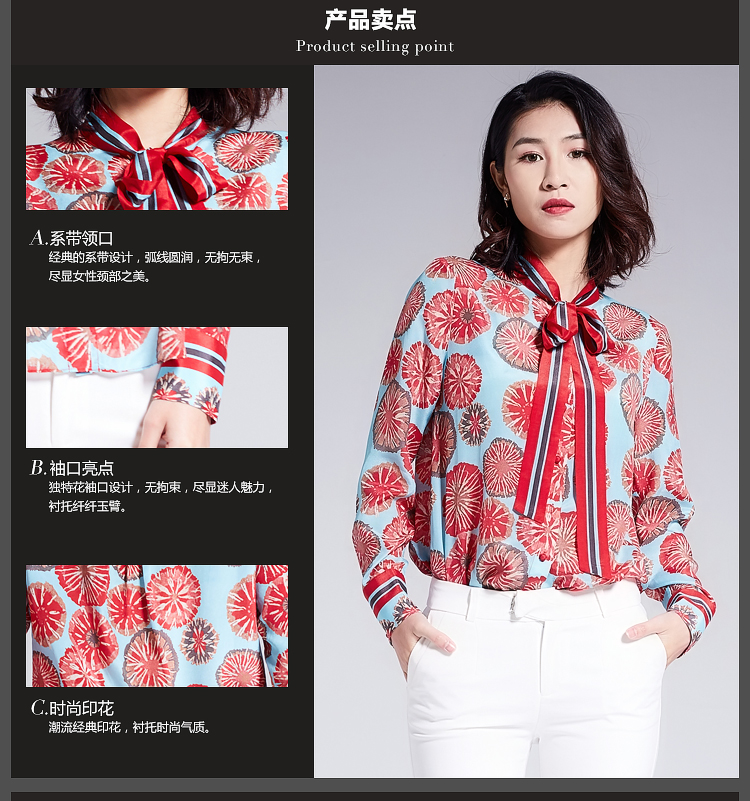 产品卖点
Product selling point
A.系带领口
经典的系带设计，弧线圆润，无拘无束，
尽显女性颈部之美。
B.袖口亮点
独特花袖口设计，无拘束，尽显迷人魅力，
衬托纤纤玉臂。
C.时尚印花
潮流经典印花，衬托时尚气质。